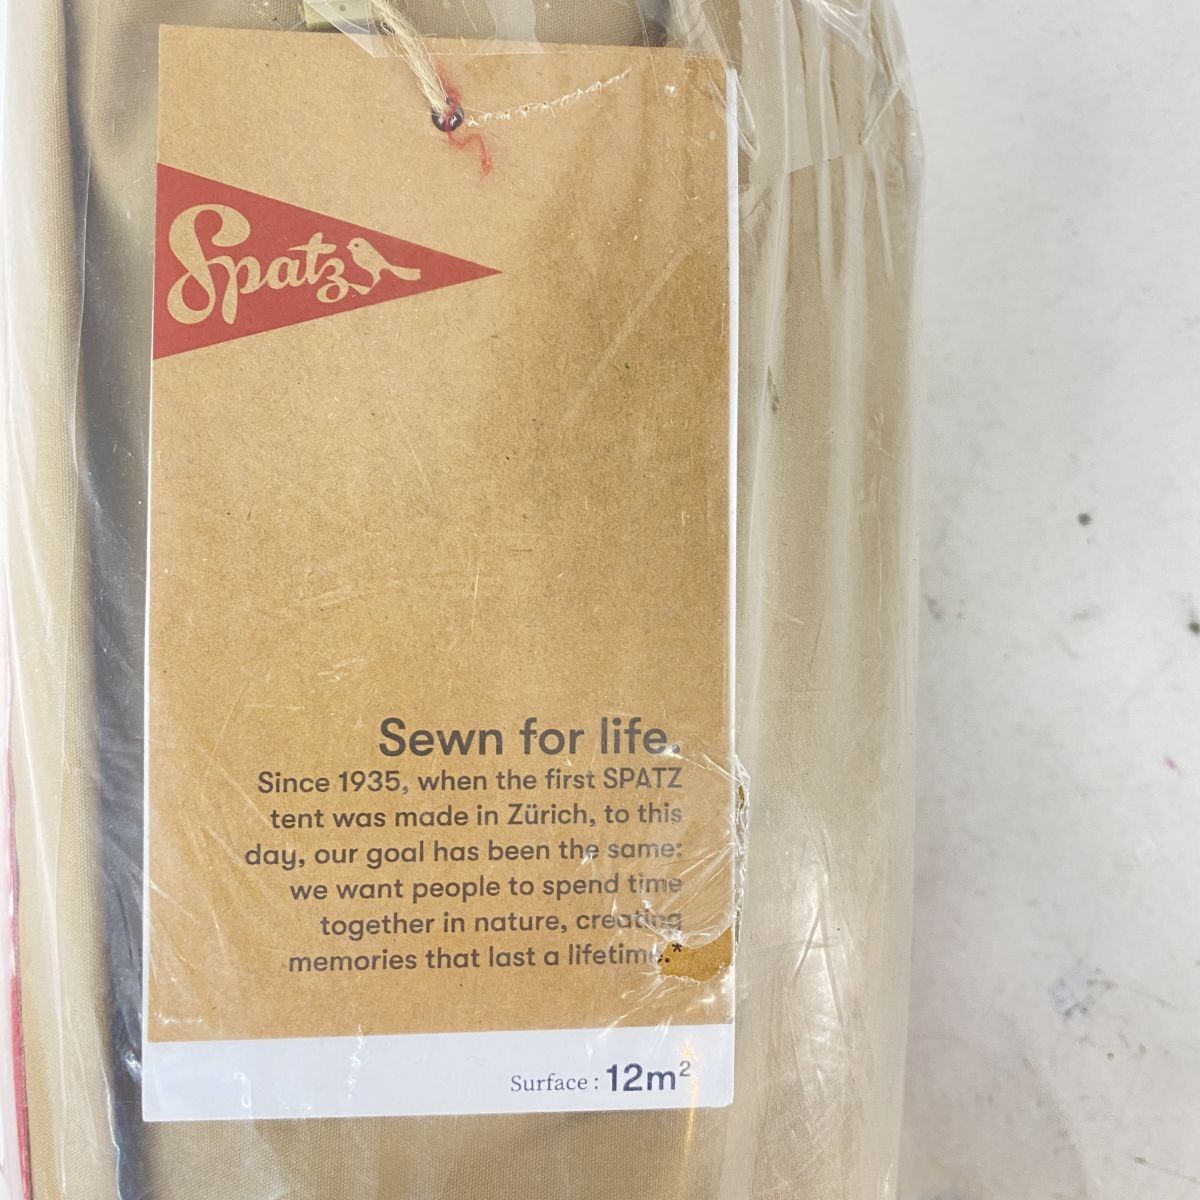 Spatz
Sewn for life.
Since 1935, when the first SPATZ
tent was made in Zürich, to this
day, our goal has been the same:
we want people to spend time
together in nature, creating
memories that last a lifetime.*
Surface : 12m²